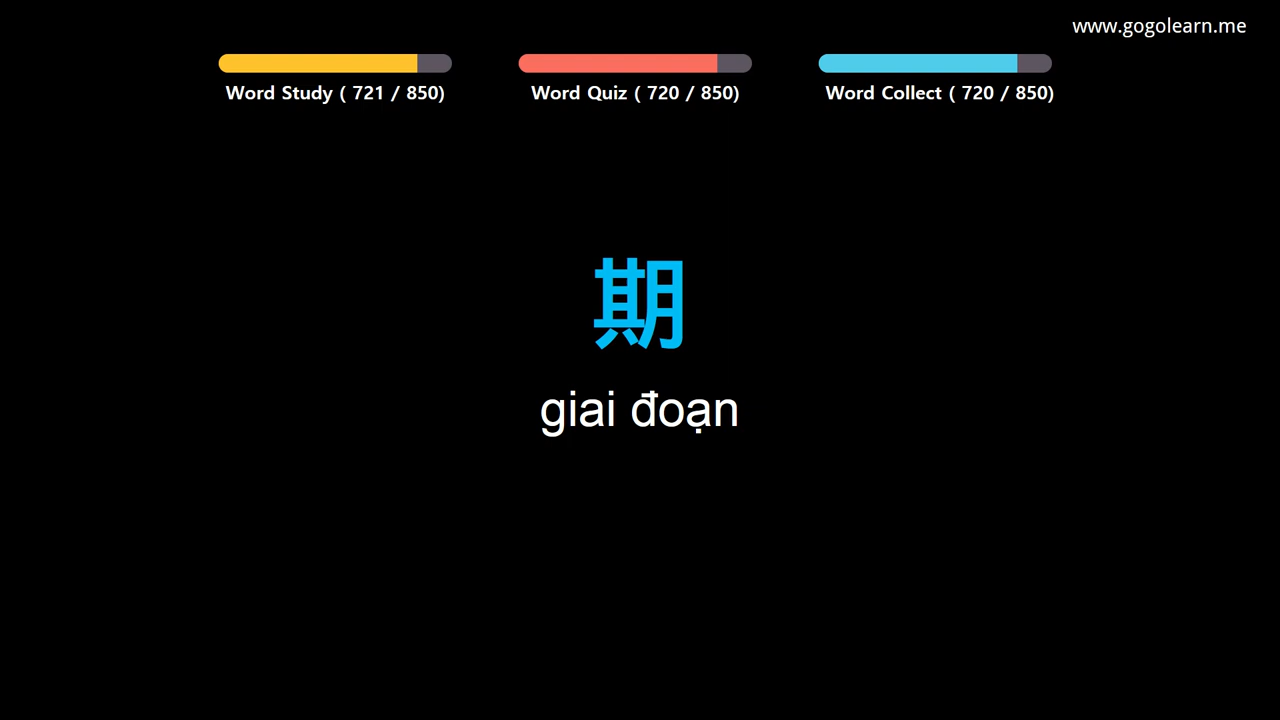 www.gogolearn.me
Word Study ( 721 / 850)
Word Quiz ( 720 / 850)
Word Collect ( 720 / 850)
期
giai đoạn